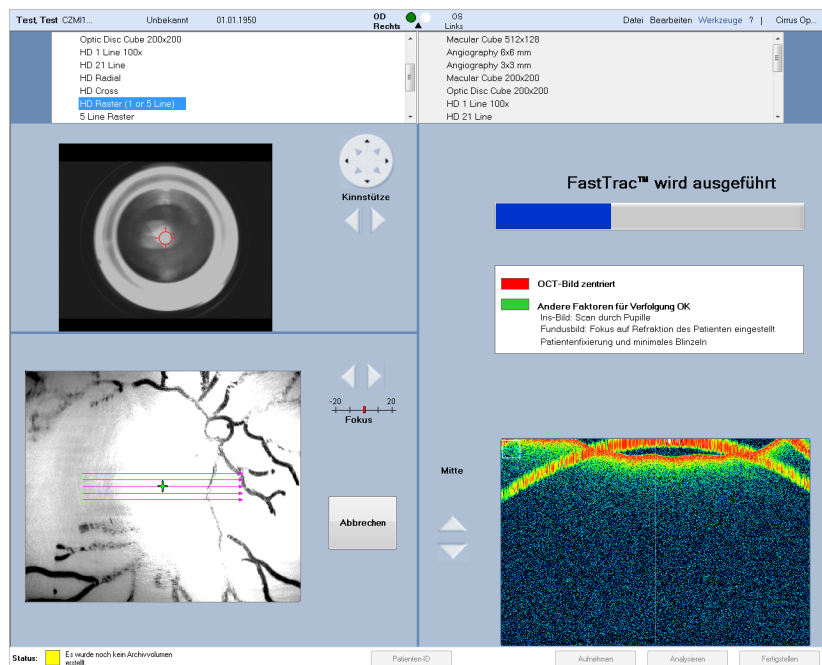 Test, Test CZMI1... Unbekannt 01.01.1950 OD Rechts OS Links Datei Bearbeiten Werkzeuge ? | Cirrus Op...
Optic Disc Cube 200x200
HD 1 Line 100x
HD 21 Line
HD Radial
HD Cross
HD Raster (1 or 5 Line)
5 Line Raster
Macular Cube 512x128
Angiography 6x6 mm
Angiography 3x3 mm
Macular Cube 200x200
Optic Disc Cube 200x200
HD 1 Line 100x
HD 21 Line
Kinnstütze
FastTrac™ wird ausgeführt
OCT-Bild zentriert
Andere Faktoren für Verfolgung OK
Iris-Bild: Scan durch Pupille
Fundusbild: Fokus auf Refraktion des Patienten eingestellt
Patientenfixierung und minimales Blinzeln
-20 20
Fokus
Mitte
Abbrechen
Status: Es wurde noch kein Archivvolumen
erstellt
Patienten-ID Aufnehmen Analysieren Fertigstellen